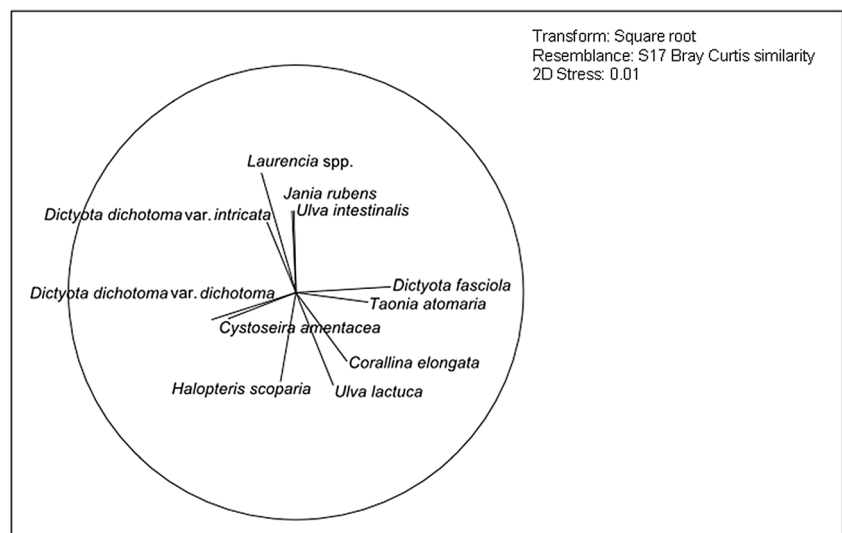 Transform: Square root
Resemblance: S17 Bray Curtis similarity
2D Stress: 0.01
Laurencia spp.
Jania rubens
Ulva intestinalis
Dictyota dichotoma var. intricata
Dictyota fasciola
Dictyota dichotoma var. dichotoma
Taonia atomaria
Cystoseira amentacea
Corallina elongata
Halopteris scoparia
Ulva lactuca